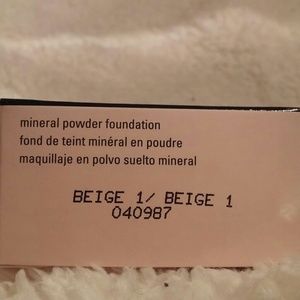 mineral powder foundation
fond de teint minéral en poudre
maquillaje en polvo suelto mineral
BEIGE 1/ BEIGE 1
040987